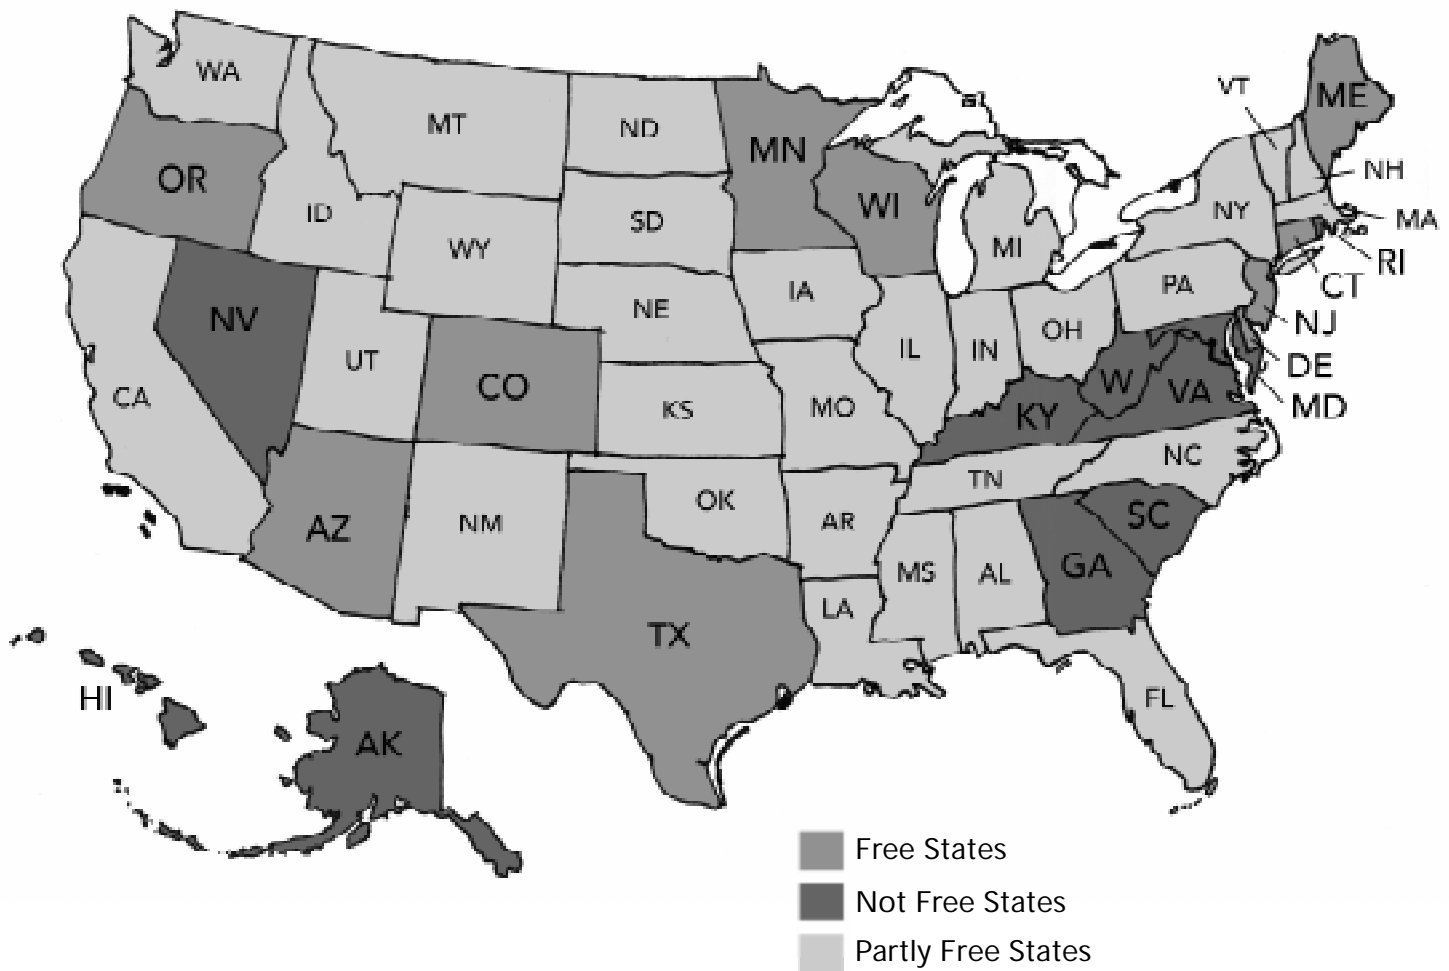 WA
MT
ND
MN
ME
VT
OR
ID
SD
WI
NH
WY
MI
NY
MA
RI
CT
NV
NE
IA
PA
NJ
UT
CO
IL
IN
OH
DE
CA
KS
MO
KY
W
VA
MD
AZ
NM
OK
AR
TN
NC
SC
MS
AL
GA
LA
TX
HI
AK
FL
Free States
Not Free States
Partly Free States